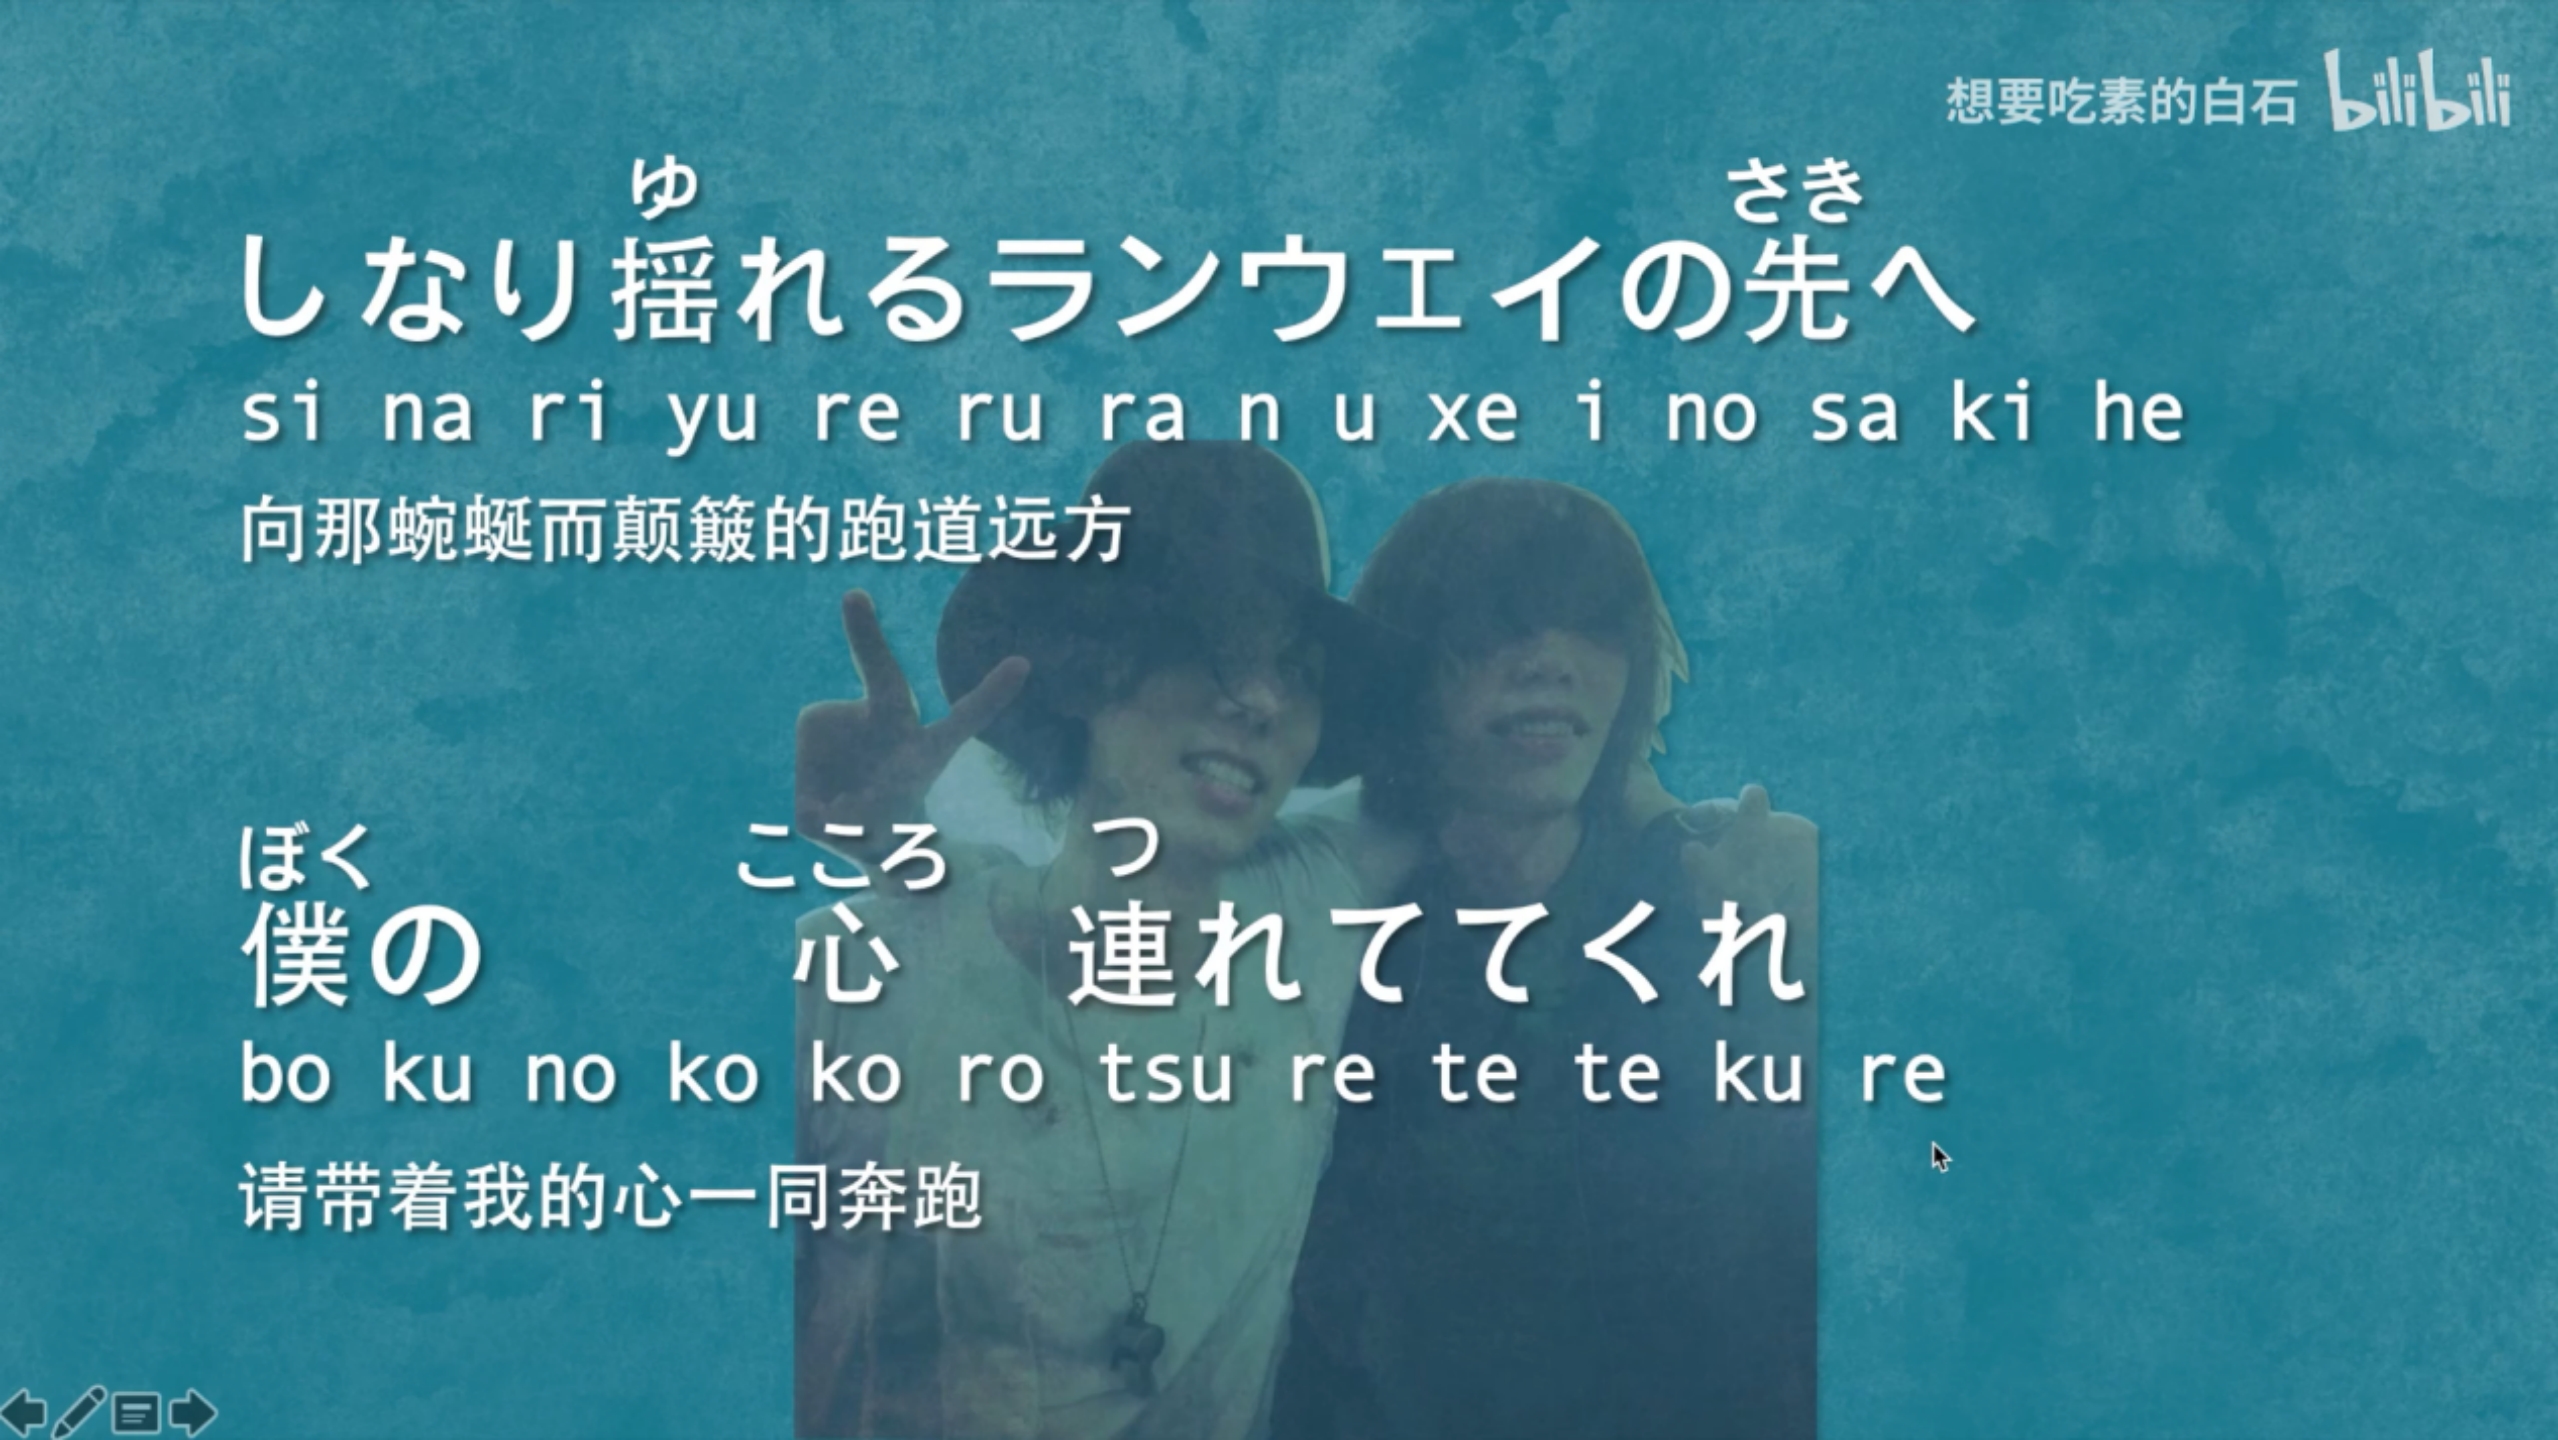 想要吃素的白石 bilibili
ゆ さき
しなり揺れるランウェイの先へ
si na ri yu re ru ra n u xe i no sa ki he
向那蜿蜒而颠簸的跑道远方
ぼく こころ つ
僕の 心 連れててくれ
bo ku no ko ko ro tsu re te te ku re
请带着我的心一同奔跑